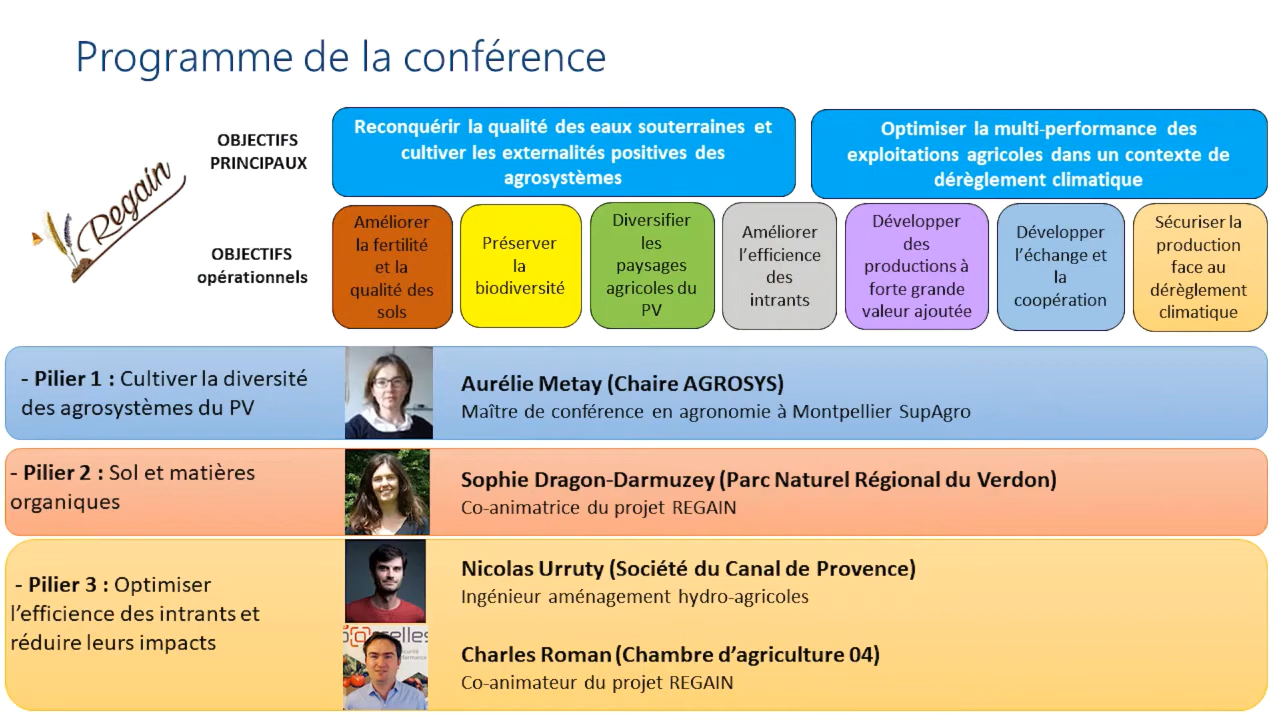 Programme de la conférence
Regain
OBJECTIFS
PRINCIPAUX
Reconquérir la qualité des eaux souterraines et
cultiver les externalités positives des
agrosystèmes
Optimiser la multi-performance des
exploitations agricoles dans un contexte de
dérèglement climatique
OBJECTIFS
opérationnels
Améliorer
la fertilité
et la
qualité des
sols
Préserver
la
biodiversité
Diversifier
les
paysages
agricoles du
PV
Améliorer
l'efficience
des
intrants
Développer
des
productions à
forte grande
valeur ajoutée
Développer
l'échange et
la
coopération
Sécuriser la
production
face au
dérèglement
climatique
- Pilier 1 : Cultiver la diversité
des agrosystèmes du PV
Aurélie Metay (Chaire AGROSYS)
Maître de conférence en agronomie à Montpellier SupAgro
- Pilier 2 : Sol et matières
organiques
Sophie Dragon-Darmuzey (Parc Naturel Régional du Verdon)
Co-animatrice du projet REGAIN
- Pilier 3 : Optimiser
l'efficience des intrants et
réduire leurs impacts
Nicolas Urruty (Société du Canal de Provence)
Ingénieur aménagement hydro-agricoles
Charles Roman (Chambre d'agriculture 04)
Co-animateur du projet REGAIN